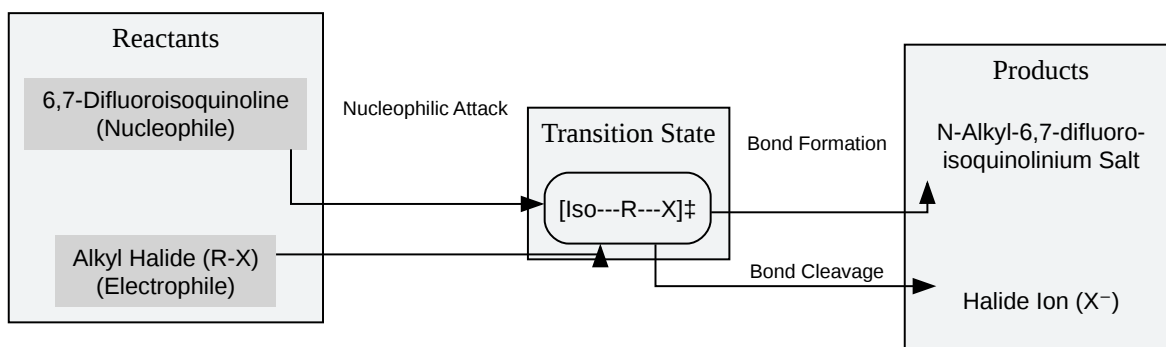 Reactants
6,7-Difluoroisoquinoline
(Nucleophile)
Alkyl Halide (R-X)
(Electrophile)
Nucleophilic Attack
Transition State
[Iso---R---X]‡
Bond Formation
Bond Cleavage
Products
N-Alkyl-6,7-difluoro-
isoquinolinium Salt
Halide Ion (X⁻)